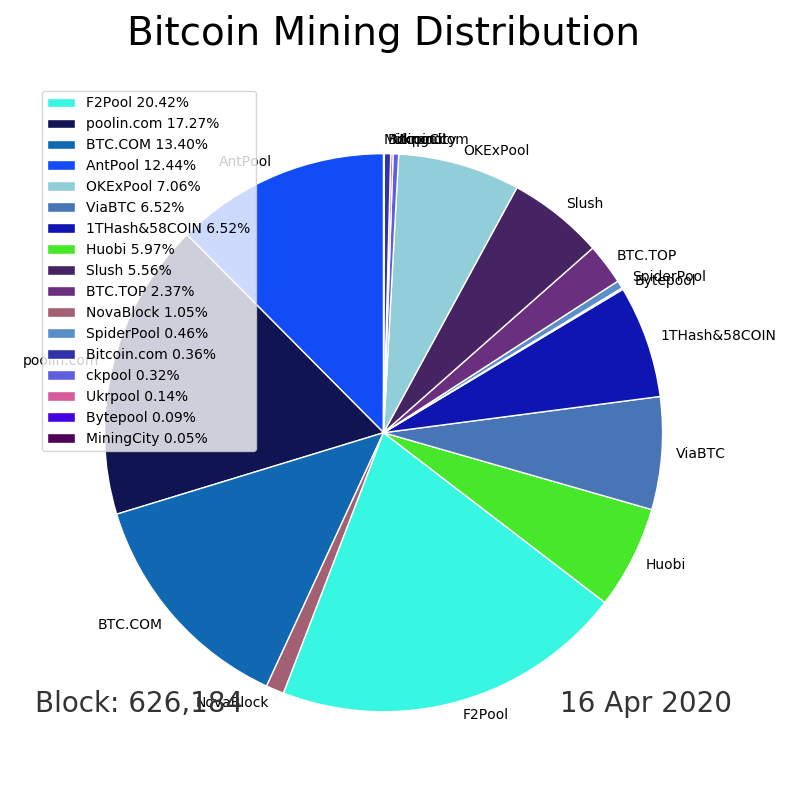 Bitcoin Mining Distribution
F2Pool 20.42%
poolin.com 17.27%
BTC.COM 13.40%
AntPool 12.44%
OKExPool 7.06%
ViaBTC 6.52%
1THash&58COIN 6.52%
Huobi 5.97%
Slush 5.56%
BTC.TOP 2.37%
NovaBlock 1.05%
SpiderPool 0.46%
Bitcoin.com 0.36%
ckpool 0.32%
Ukrpool 0.14%
Bytepool 0.09%
MiningCity 0.05%
OKExPool
AntPool
Slush
BTC.TOP
SpiderPool
Bytepool
1THash&58COIN
poolin.com
ViaBTC
Huobi
BTC.COM
NovaBlock
F2Pool
Block: 626,184
16 Apr 2020